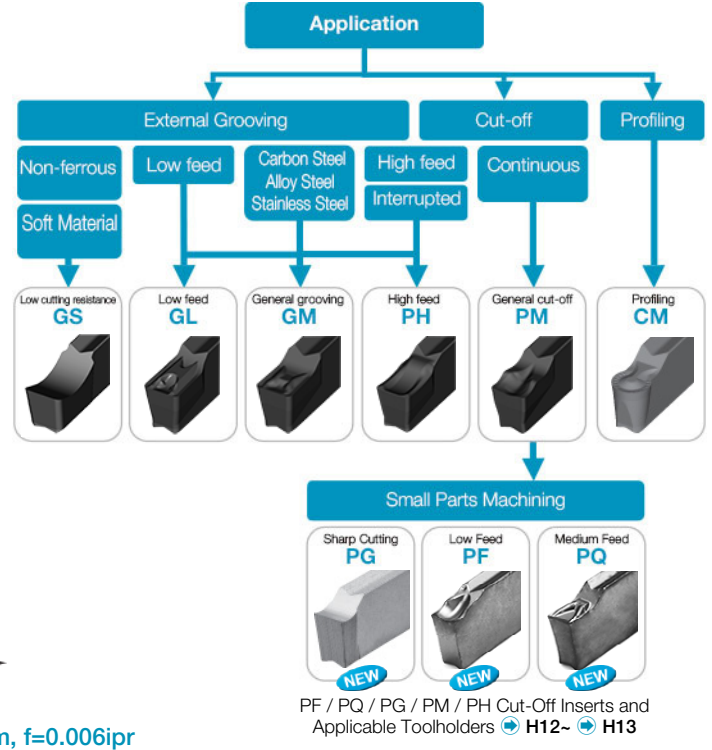 Application
External Grooving
Cut-off
Profiling
Non-ferrous
Low feed
Carbon Steel
Alloy Steel
Stainless Steel
High feed
Continuous
Soft Material
Interrupted
Low cutting resistance
GS
Low feed
GL
General grooving
GM
High feed
PH
General cut-off
PM
Profiling
CM
Small Parts Machining
Sharp Cutting
PG
NEW
Low Feed
PF
NEW
Medium Feed
PQ
NEW
PF / PQ / PG / PM / PH Cut-Off Inserts and
Applicable Toolholders H12~ H13
f=0.006ipr